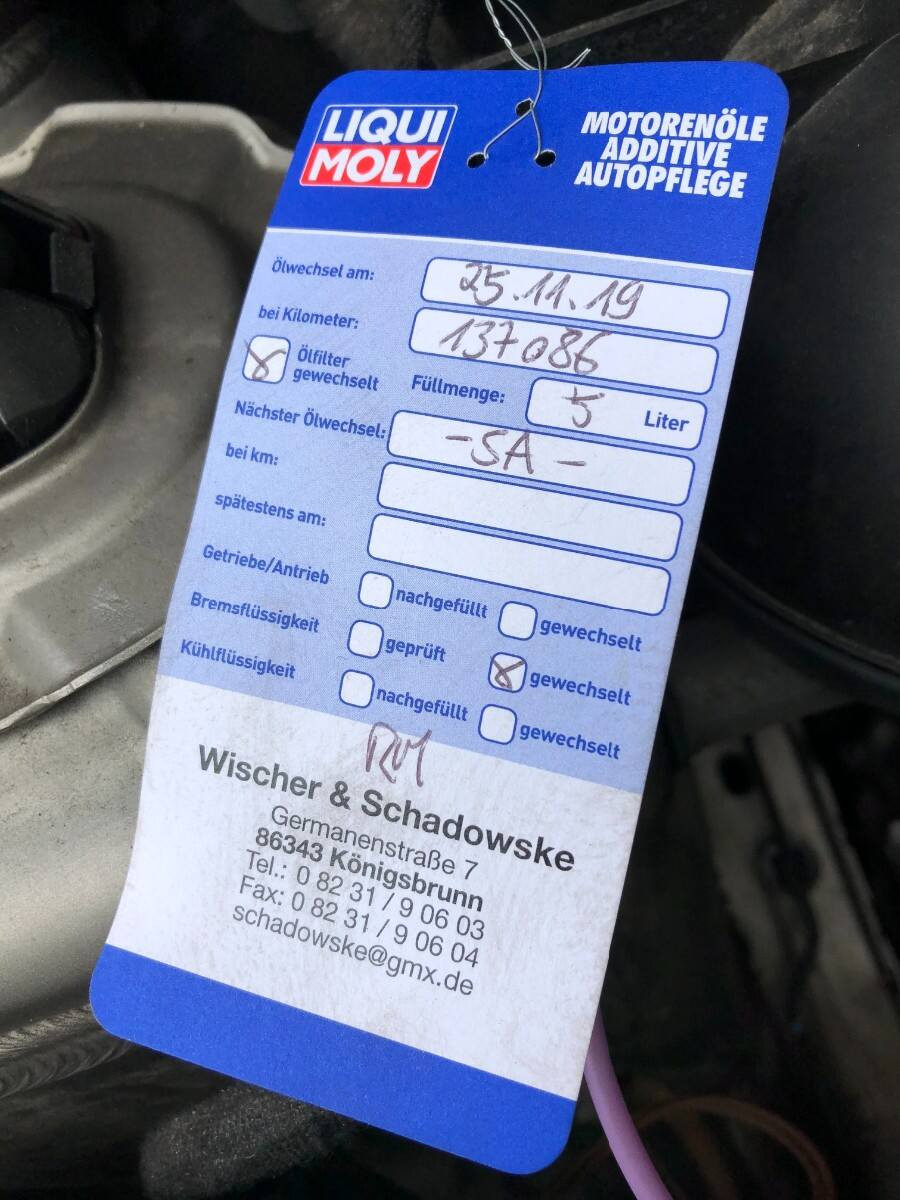 LIQUI
MOLY
MOTORENÖLE
ADDITIVE
AUTOPFLEGE
Ölwechsel am: 25.11.19
bei Kilometer: 137086
Ölfilter
gewechselt
Füllmenge: 5 Liter
Nächster Ölwechsel: -SA-
bei km:
spätestens am:
Getriebe/Antrieb nachgefüllt gewechselt
Bremsflüssigkeit geprüft gewechselt
Kühlflüssigkeit nachgefüllt gewechselt
RM
Wischer & Schadowske
Germanenstraße 7
86343 Königsbrunn
Tel.: 0 82 31 / 9 06 03
Fax: 0 82 31 / 9 06 04
schadowske@gmx.de